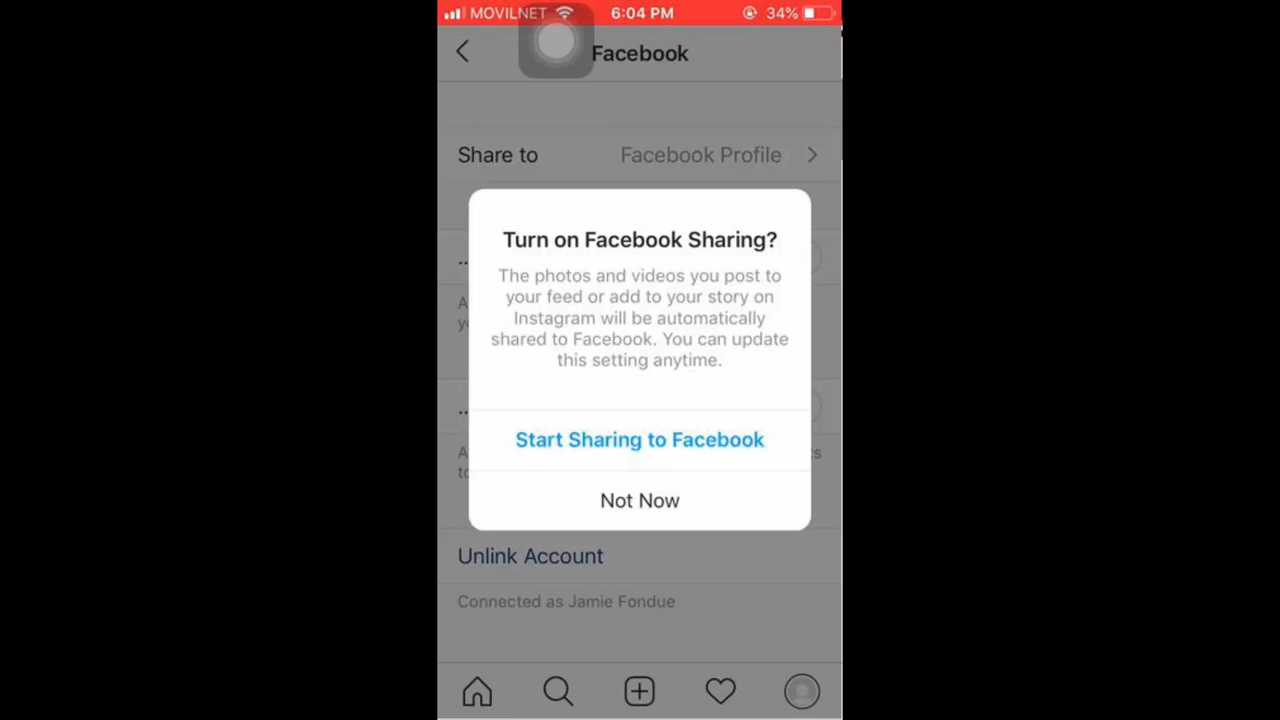 MOVILNET 6:04 PM 34%
Facebook
Share to Facebook Profile
Turn on Facebook Sharing?
The photos and videos you post to
your feed or add to your story on
Instagram will be automatically
shared to Facebook. You can update
this setting anytime.
Start Sharing to Facebook
Not Now
Unlink Account
Connected as Jamie Fondue